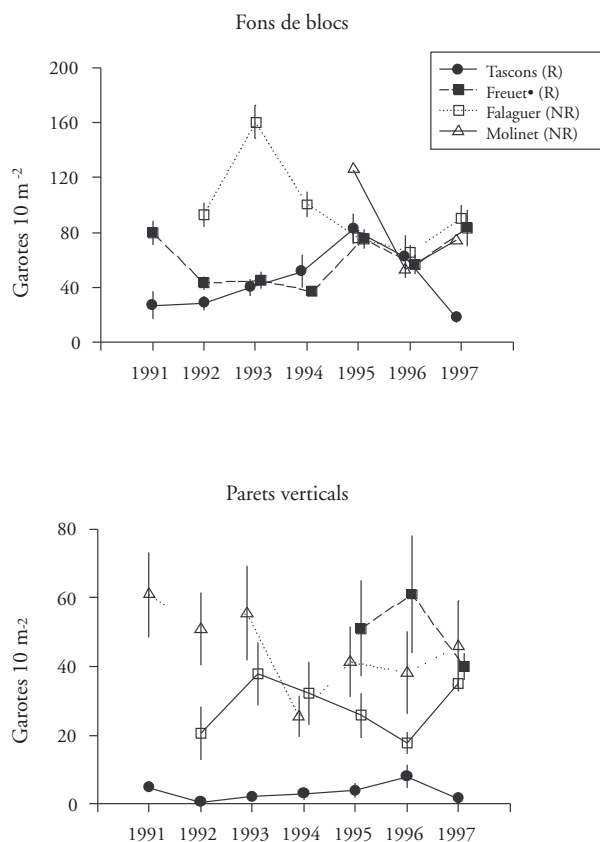 Fons de blocs
Tascons (R)
Freuet• (R)
Falaguer (NR)
Molinet (NR)
Garotes 10 m-2
200
160
120
80
40
0
1991 1992 1993 1994 1995 1996 1997
Parets verticals
Garotes 10 m-2
80
60
40
20
0
1991 1992 1993 1994 1995 1996 1997